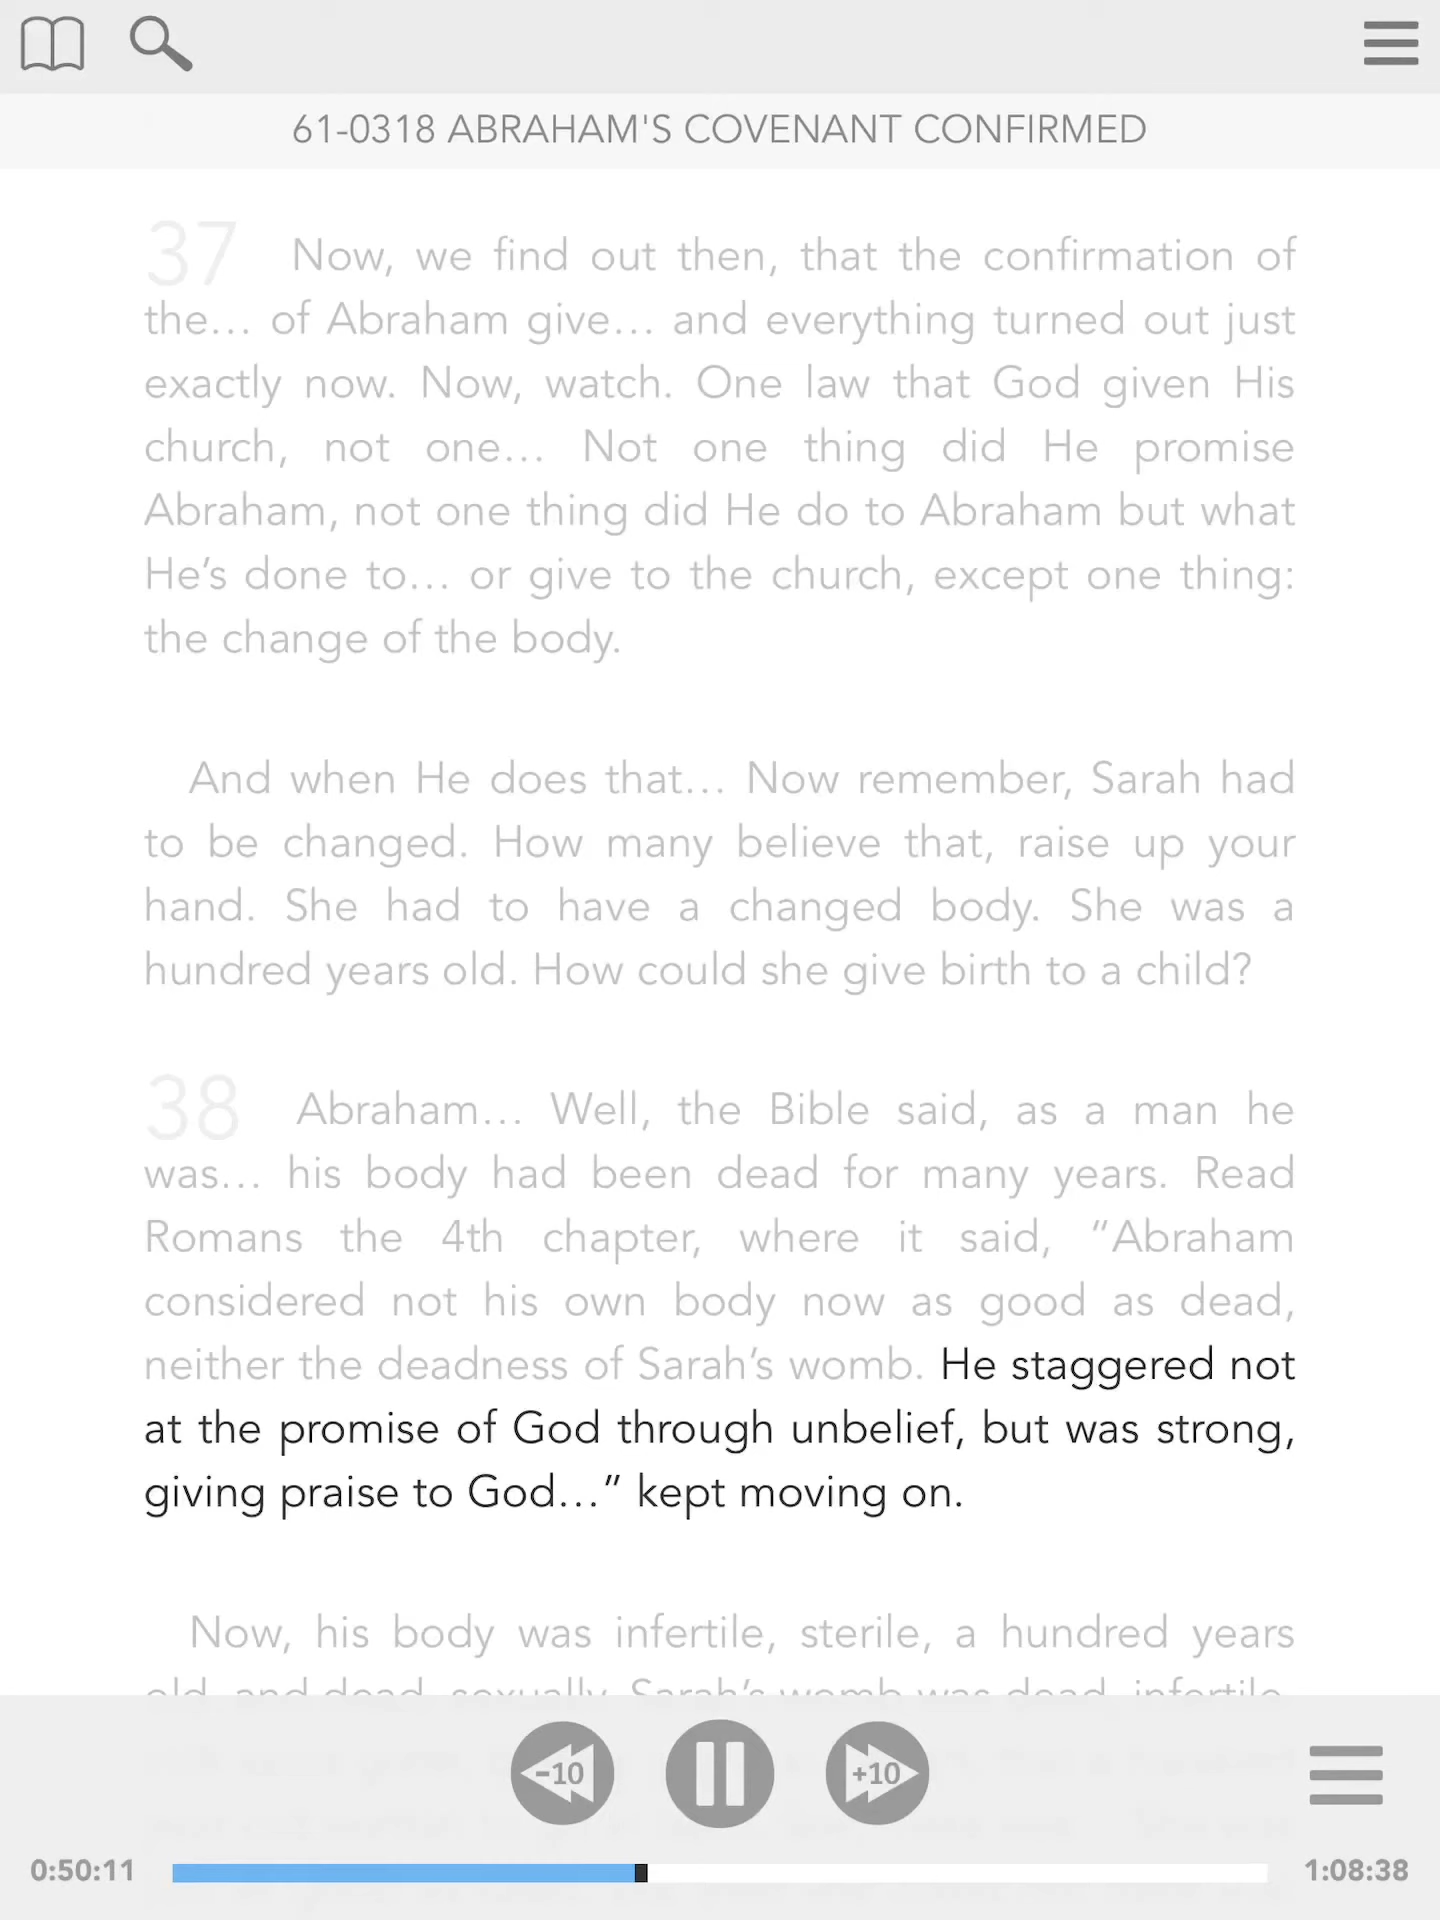 61-0318 ABRAHAM'S COVENANT CONFIRMED
37 Now, we find out then, that the confirmation of
the… of Abraham give… and everything turned out just
exactly now. Now, watch. One law that God given His
church, not one… Not one thing did He promise
Abraham, not one thing did He do to Abraham but what
He’s done to… or give to the church, except one thing:
the change of the body.
And when He does that… Now remember, Sarah had
to be changed. How many believe that, raise up your
hand. She had to have a changed body. She was a
hundred years old. How could she give birth to a child?
38 Abraham… Well, the Bible said, as a man he
was… his body had been dead for many years. Read
Romans the 4th chapter, where it said, “Abraham
considered not his own body now as good as dead,
neither the deadness of Sarah’s womb. He staggered not
at the promise of God through unbelief, but was strong,
giving praise to God…” kept moving on.
Now, his body was infertile, sterile, a hundred years
old, and dead, sexually. Sarah’s womb was dead, infertile.
-10 +10
0:50:11 1:08:38